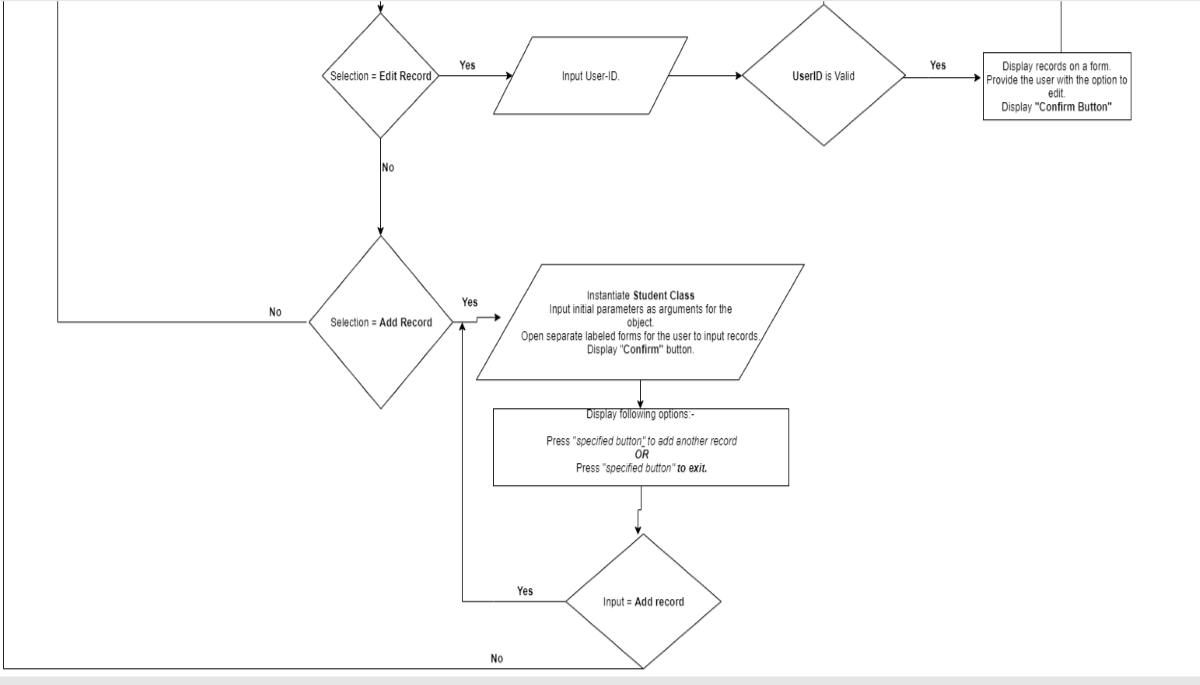 Selection = Edit Record
Yes
Input User-ID.
UserID is Valid
Yes
Display records on a form.
Provide the user with the option to
edit.
Display "Confirm Button"
No
No
Selection = Add Record
Yes
Instantiate Student Class
Input initial parameters as arguments for the
object.
Open separate labeled forms for the user to input records.
Display "Confirm" button.
Display following options:-
Press "specified button" to add another record
OR
Press "specified button" to exit.
Yes
Input = Add record
No